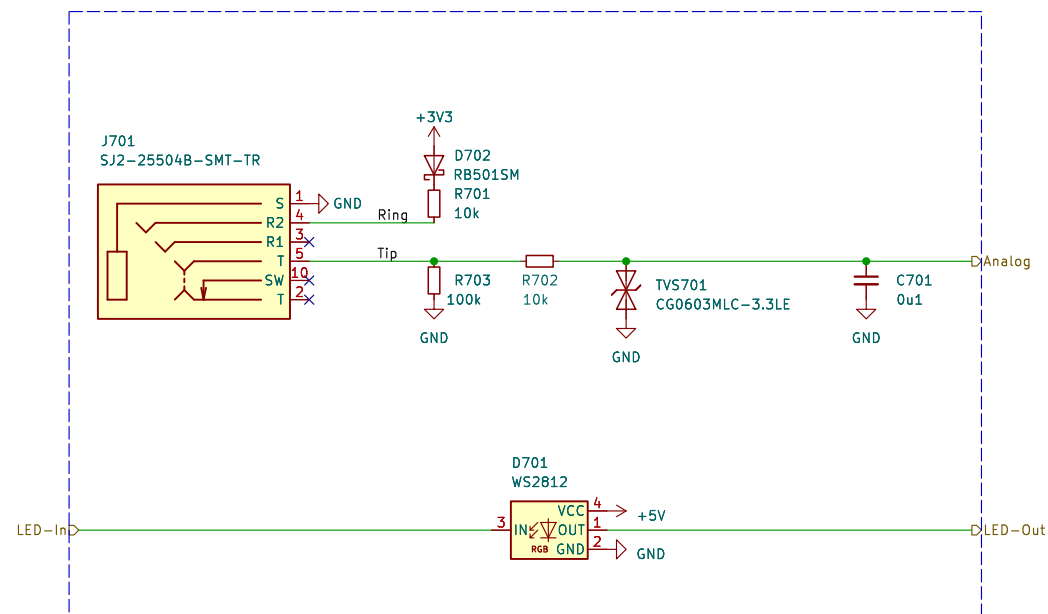 +3V3
J701
SJ2-25504B-SMT-TR
D702
RB501SM
R701
10k
S 1 GND
R2 4 Ring
R1 3
T 5 Tip
SW 10
T 2
R703
100k
GND
R702
10k
TVS701
CG0603MLC-3.3LE
GND
C701
0u1
GND
Analog
D701
WS2812
LED-In
3 IN
RGB
VCC 4 +5V
OUT 1
GND 2 GND
LED-Out